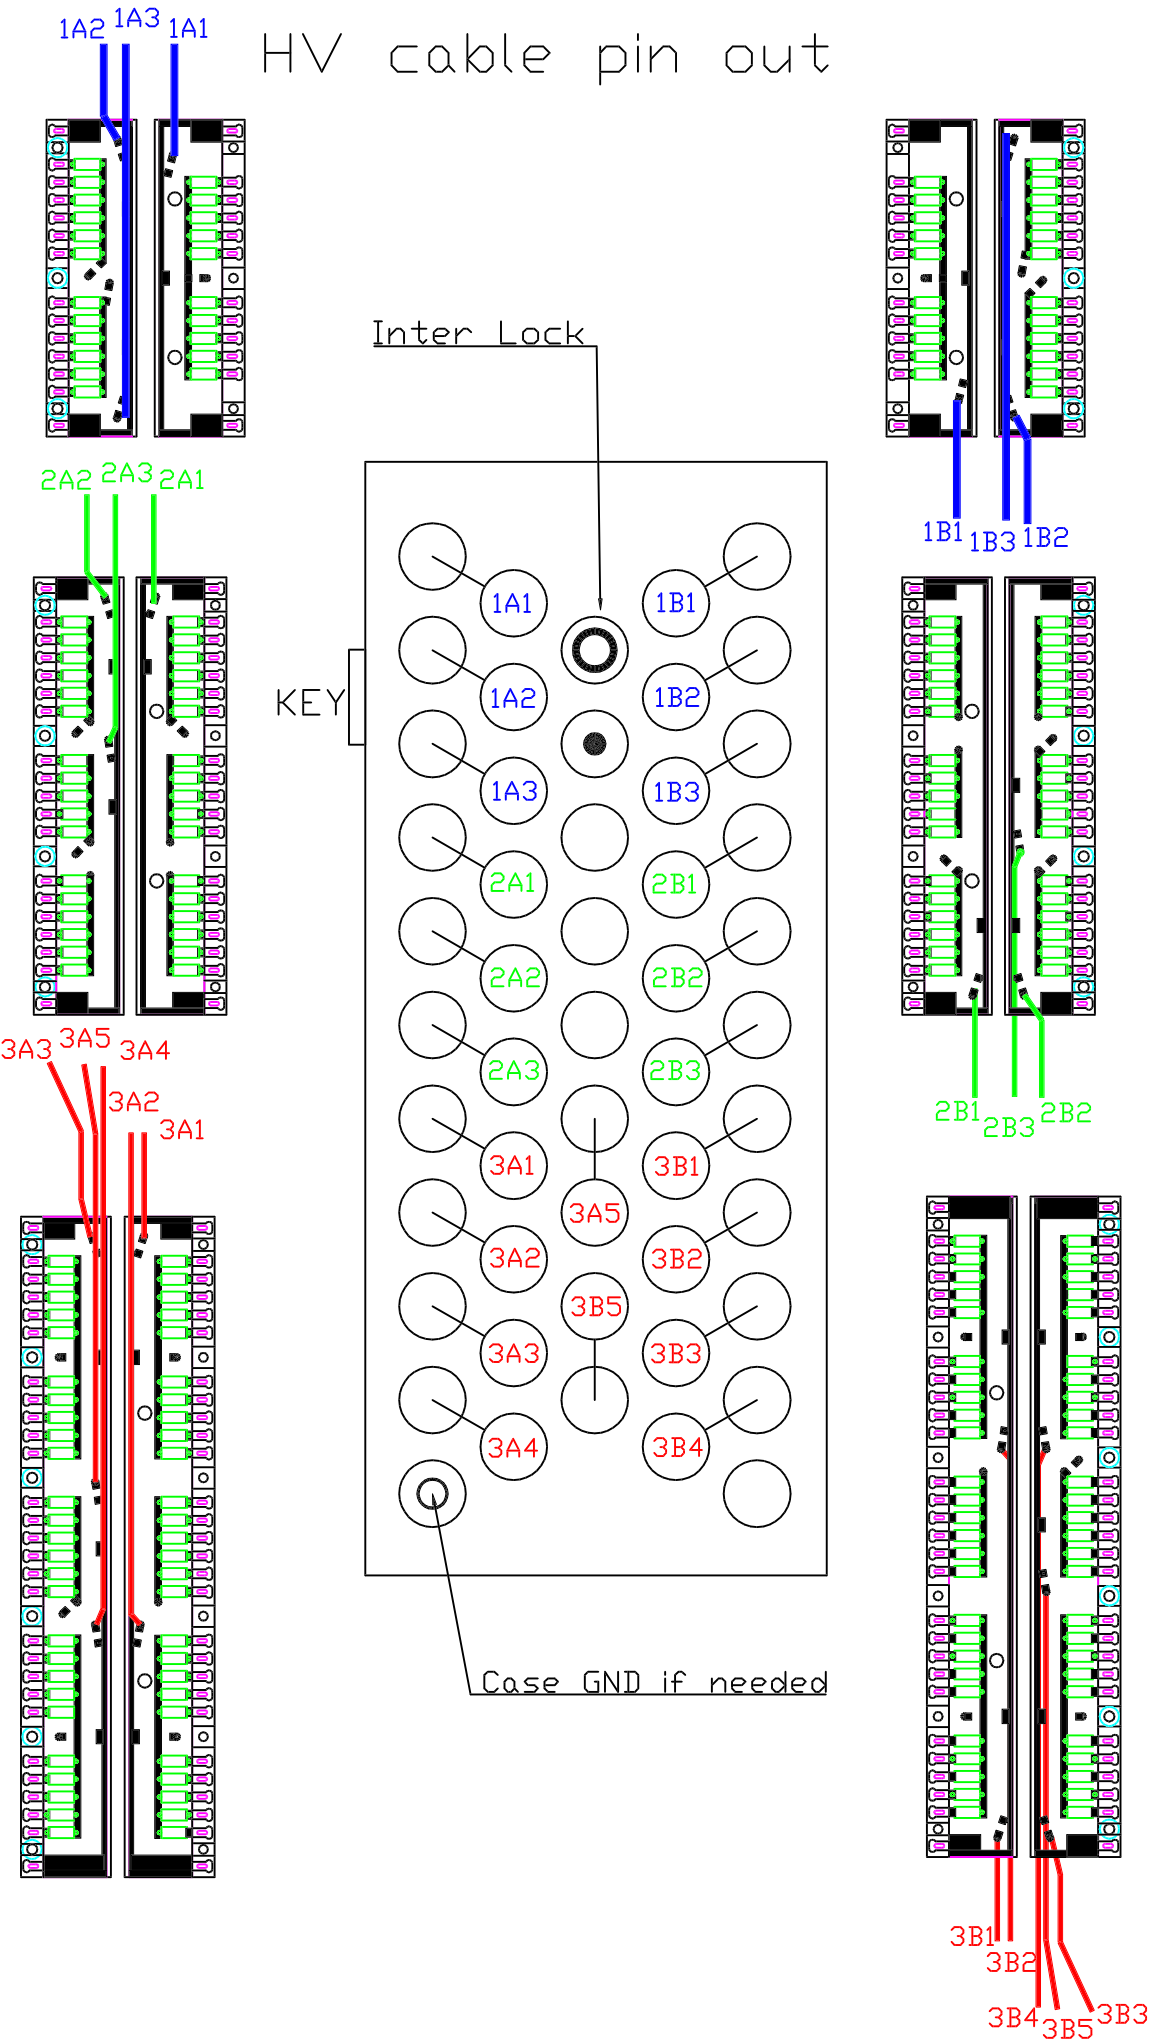 1A2 1A3 1A1
HV cable pin out
Inter Lock
2A2 2A3 2A1
1B1 1B3 1B2
1A1 1B1
KEY
1A2 1B2
1A3 1B3
2A1 2B1
2A2 2B2
2A3 2B3
3A3 3A5 3A4
3A2
3A1
2B1 2B3 2B2
3A1 3B1
3A5
3A2 3B2
3B5
3A3 3B3
3A4 3B4
Case GND if needed
3B1
3B2
3B4 3B5 3B3